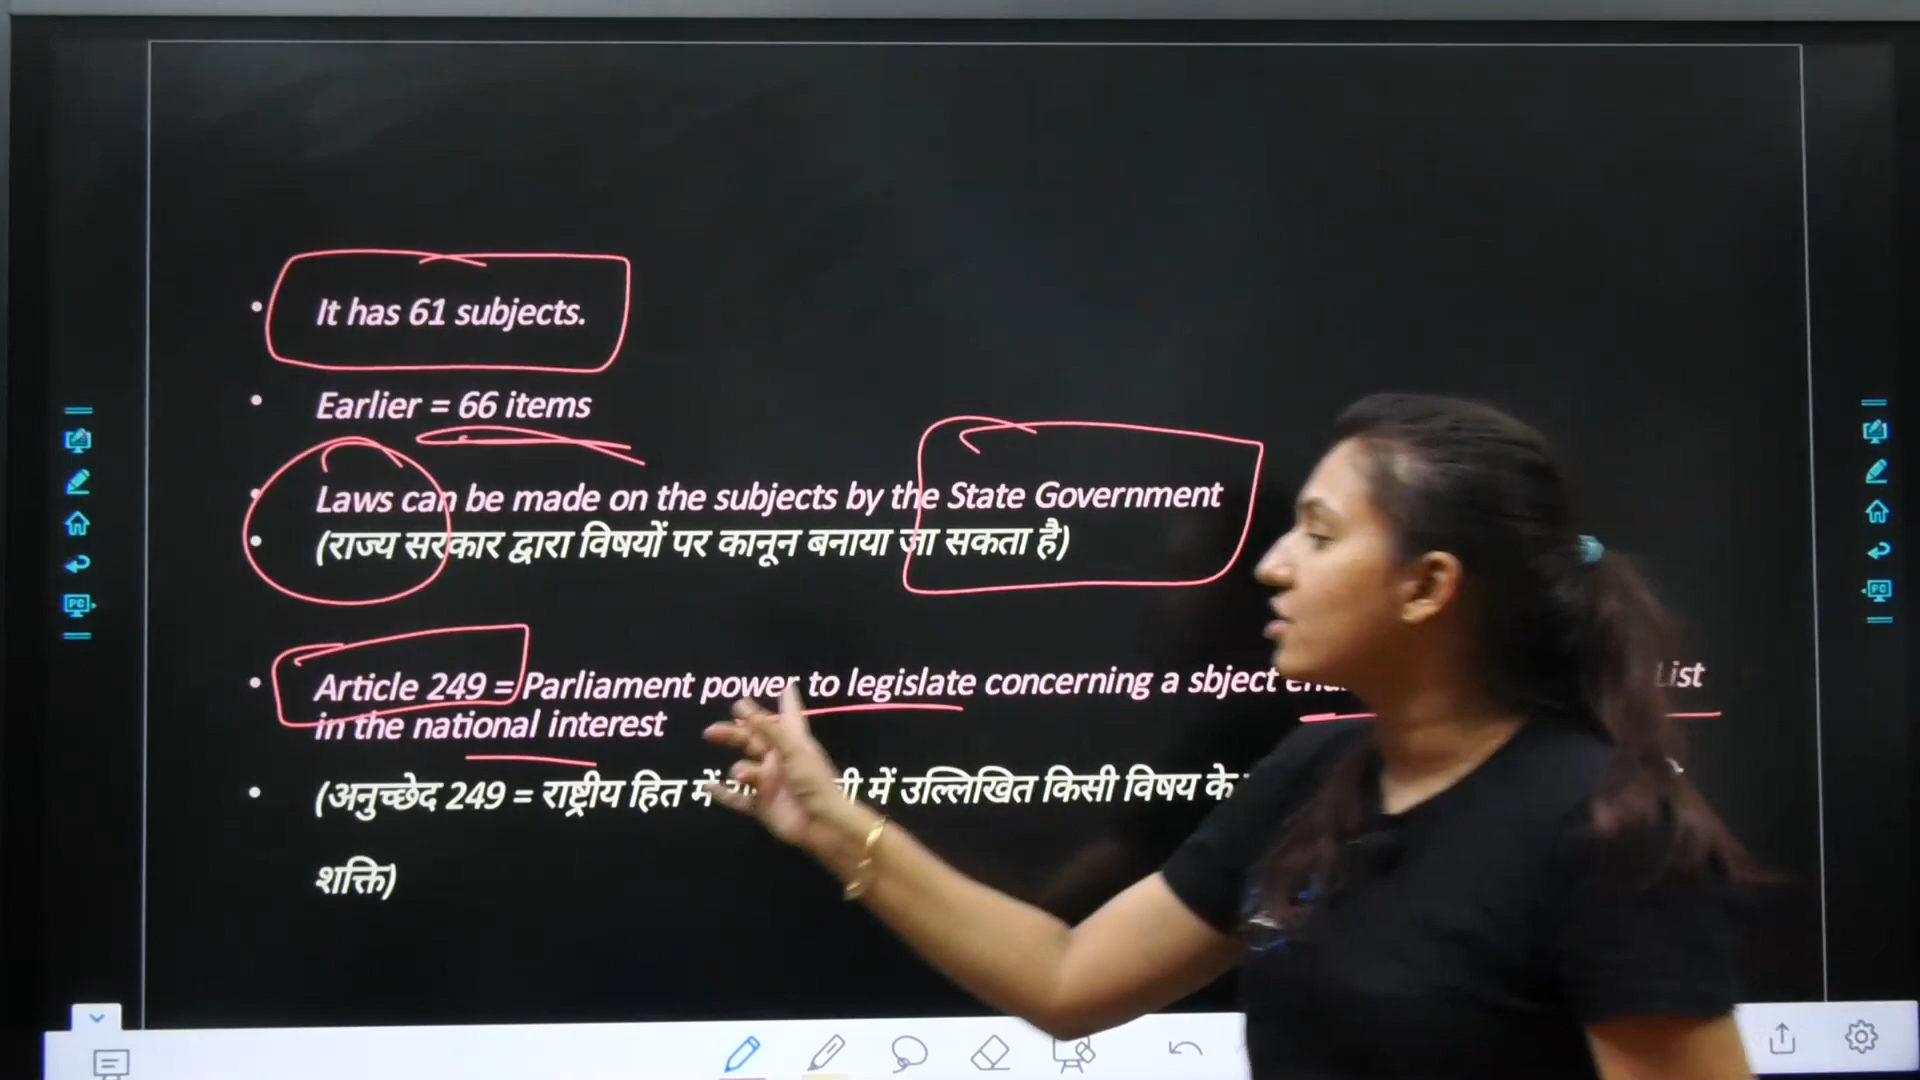 It has 61 subjects.
Earlier = 66 items
Laws can be made on the subjects by the State Government
(राज्य सरकार द्वारा विषयों पर कानून बनाया जा सकता है)
Article 249 = Parliament power to legislate concerning a sbject List
in the national interest
(अनुच्छेद 249 = राष्ट्रीय हित में में उल्लिखित किसी विषय के
शक्ति)
PC
PC